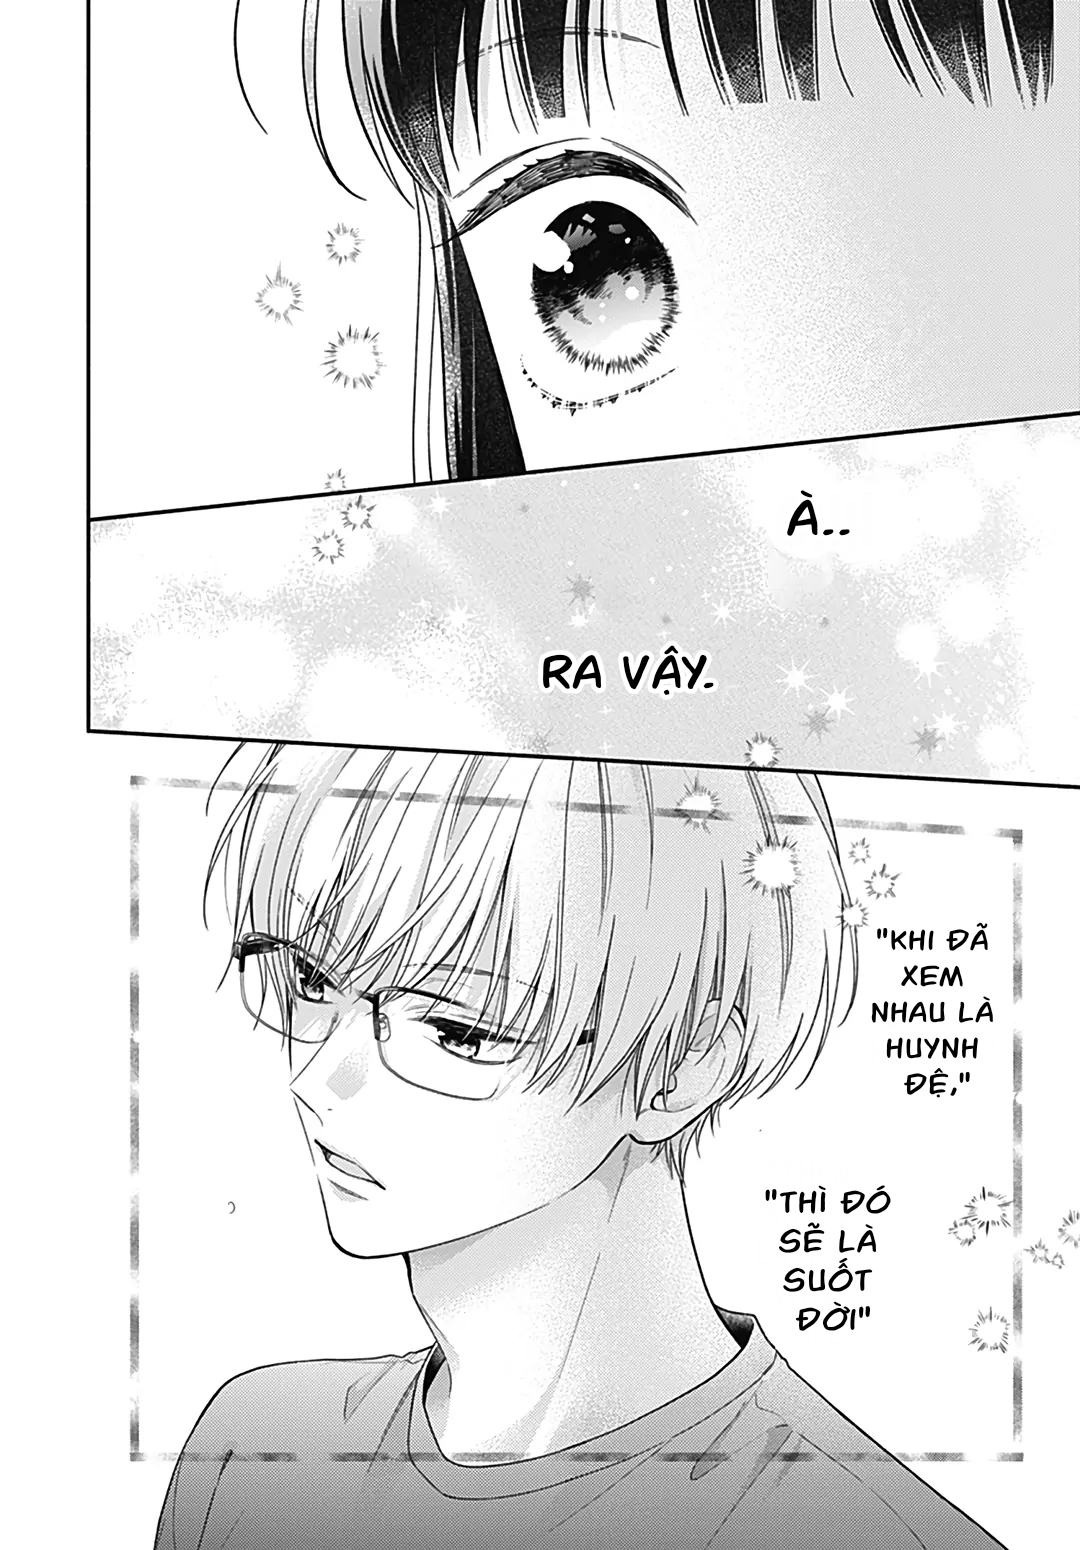 À..
RA VẬY.
"KHI ĐÃ
XEM
NHAU LÀ
HUYNH
ĐỆ,"
"THÌ ĐÓ
SẼ LÀ
SUỐT
ĐỜI"